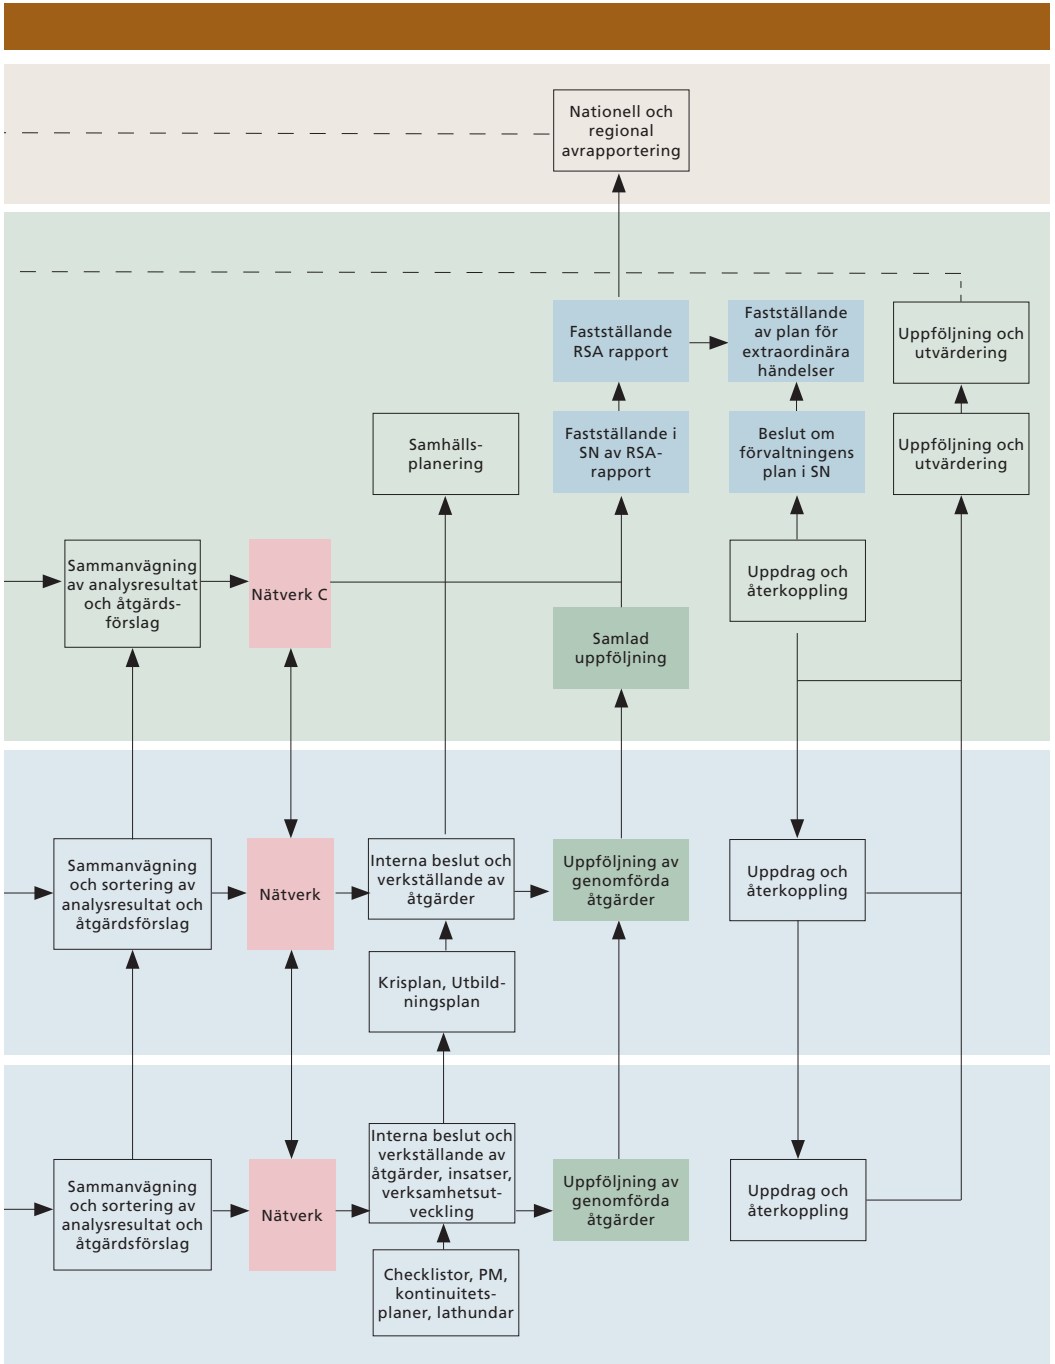 Nationell och
regional
avrapportering
Fastställande
RSA rapport
Fastställande
av plan för
extraordinära
händelser
Uppföljning och
utvärdering
Samhälls-
planering
Fastställande i
SN av RSA-
rapport
Beslut om
förvaltningens
plan i SN
Uppföljning och
utvärdering
Sammanvägning
av analysresultat
och åtgärds-
förslag
Nätverk C
Uppdrag och
återkoppling
Samlad
uppföljning
Sammanvägning
och sortering av
analysresultat och
åtgärdsförslag
Nätverk
Interna beslut och
verkställande av
åtgärder
Uppföljning av
genomförda
åtgärder
Uppdrag och
återkoppling
Krisplan, Utbild-
ningsplan
Sammanvägning
och sortering av
analysresultat och
åtgärdsförslag
Nätverk
Interna beslut och
verkställande av
åtgärder, insatser,
verksamhetsut-
veckling
Uppföljning av
genomförda
åtgärder
Uppdrag och
återkoppling
Checklistor, PM,
kontinuitets-
planer, lathundar